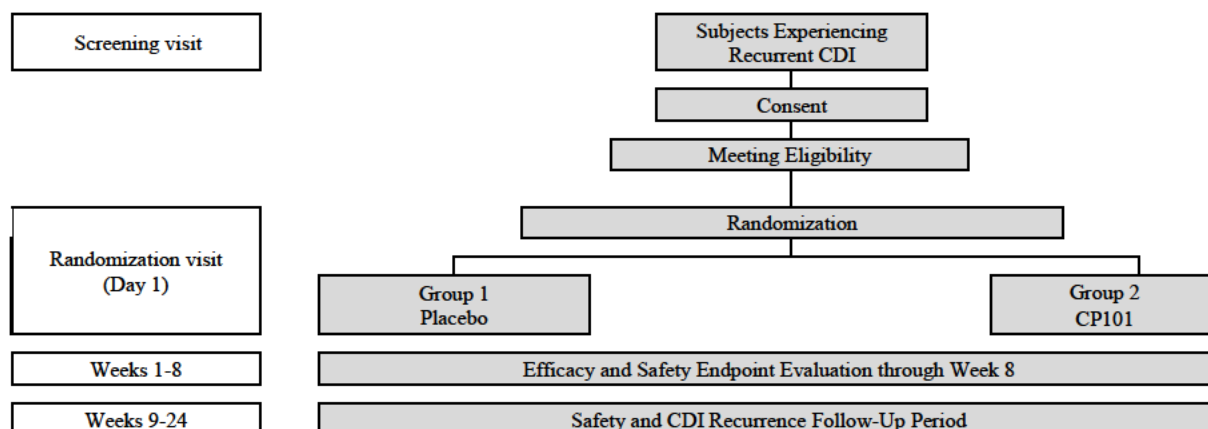 Screening visit
Subjects Experiencing
Recurrent CDI
Consent
Meeting Eligibility
Randomization visit
(Day 1)
Randomization
Group 1
Placebo
Group 2
CP101
Weeks 1-8
Efficacy and Safety Endpoint Evaluation through Week 8
Weeks 9-24
Safety and CDI Recurrence Follow-Up Period